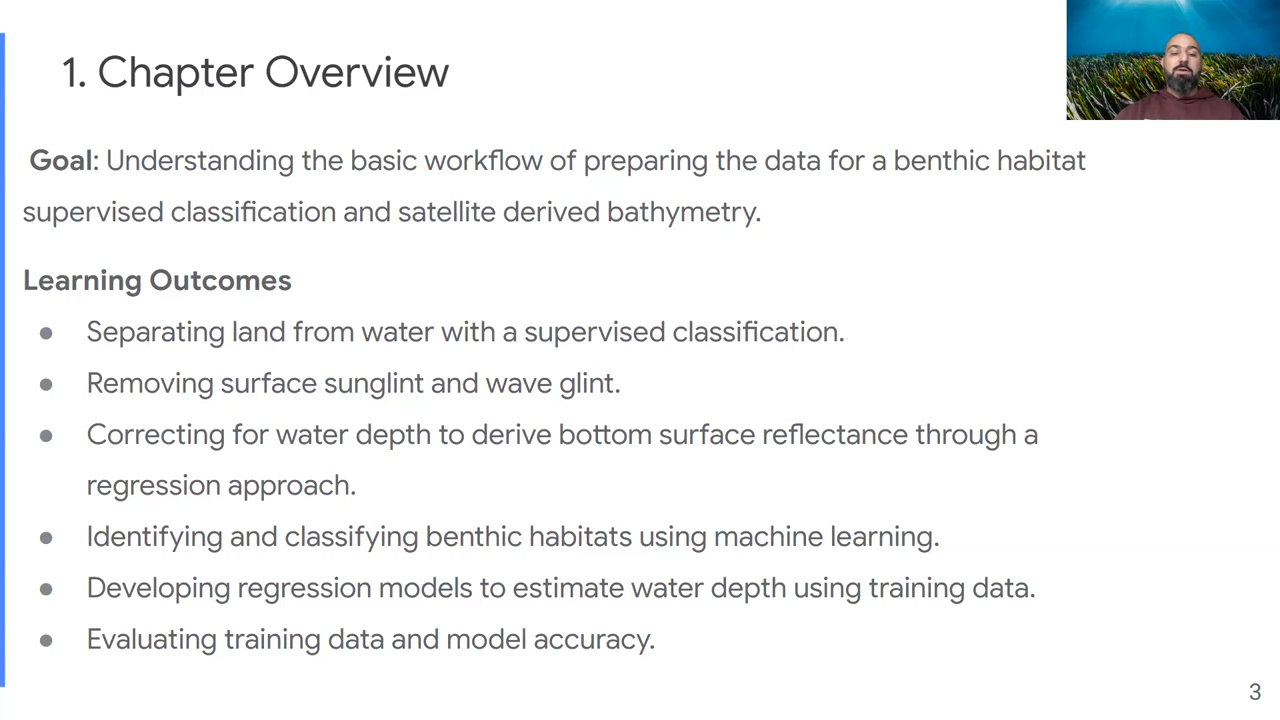 1. Chapter Overview
Goal: Understanding the basic workflow of preparing the data for a benthic habitat
supervised classification and satellite derived bathymetry.
Learning Outcomes
● Separating land from water with a supervised classification.
● Removing surface sunglint and wave glint.
● Correcting for water depth to derive bottom surface reflectance through a
regression approach.
● Identifying and classifying benthic habitats using machine learning.
● Developing regression models to estimate water depth using training data.
● Evaluating training data and model accuracy.
3